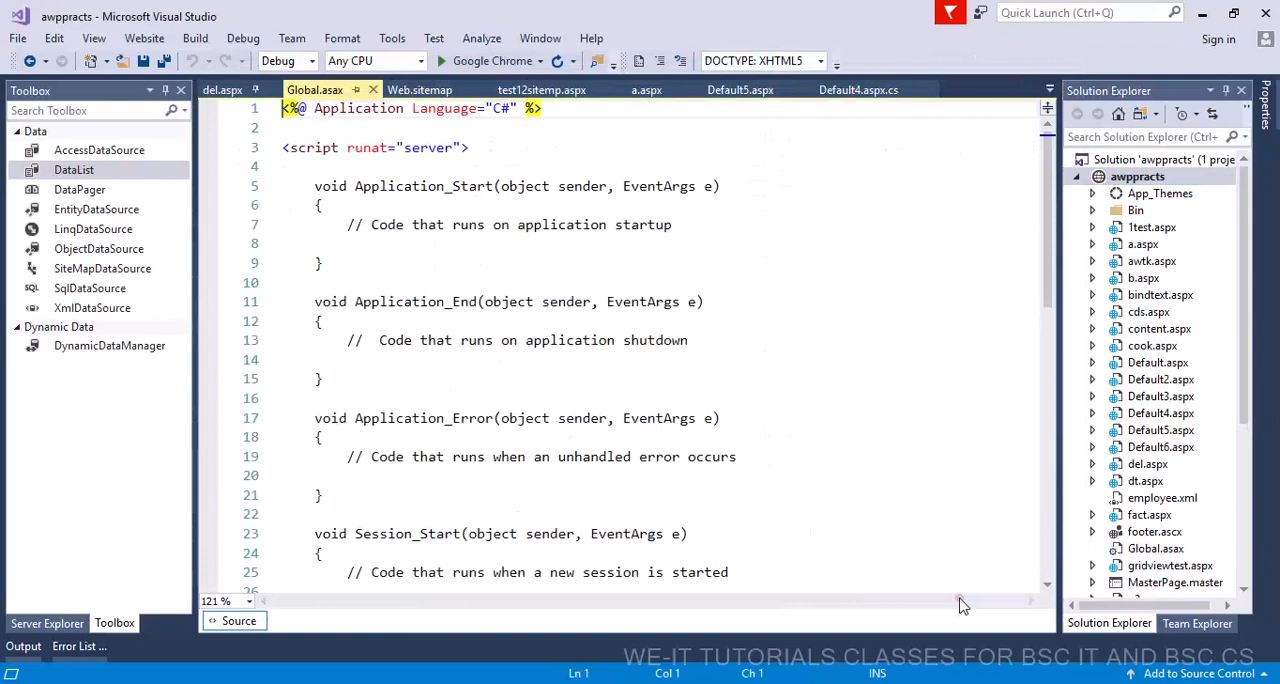 awppracts - Microsoft Visual Studio
Quick Launch (Ctrl+Q)
File Edit View Website Build Debug Team Format Tools Test Analyze Window Help
Sign in
Debug Any CPU Google Chrome DOCTYPE: XHTML5
Toolbox
Search Toolbox
Data
AccessDataSource
DataList
DataPager
EntityDataSource
LinqDataSource
ObjectDataSource
SiteMapDataSource
SqlDataSource
XmlDataSource
Dynamic Data
DynamicDataManager
Server Explorer Toolbox
del.aspx Global.asax Web.sitemap test12sitemp.aspx a.aspx Default5.aspx Default4.aspx.cs
1 <%@ Application Language="C#" %>
2
3 <script runat="server">
4
5 void Application_Start(object sender, EventArgs e)
6 {
7 // Code that runs on application startup
8
9 }
10
11 void Application_End(object sender, EventArgs e)
12 {
13 // Code that runs on application shutdown
14
15 }
16
17 void Application_Error(object sender, EventArgs e)
18 {
19 // Code that runs when an unhandled error occurs
20
21 }
22
23 void Session_Start(object sender, EventArgs e)
24 {
25 // Code that runs when a new session is started
26
121 %
Source
Solution Explorer
Search Solution Explorer (Ctrl+
Solution 'awppracts' (1 proje
awppracts
App_Themes
Bin
1test.aspx
a.aspx
awtk.aspx
b.aspx
bindtext.aspx
cds.aspx
content.aspx
cook.aspx
Default.aspx
Default2.aspx
Default3.aspx
Default4.aspx
Default5.aspx
Default6.aspx
del.aspx
dt.aspx
employee.xml
fact.aspx
footer.ascx
Global.asax
gridviewtest.aspx
MasterPage.master
Solution Explorer Team Explorer
Properties
Output Error List ...
WE-IT TUTORIALS CLASSES FOR BSC IT AND BSC CS
Ln 1 Col 1 Ch 1 INS Add to Source Control